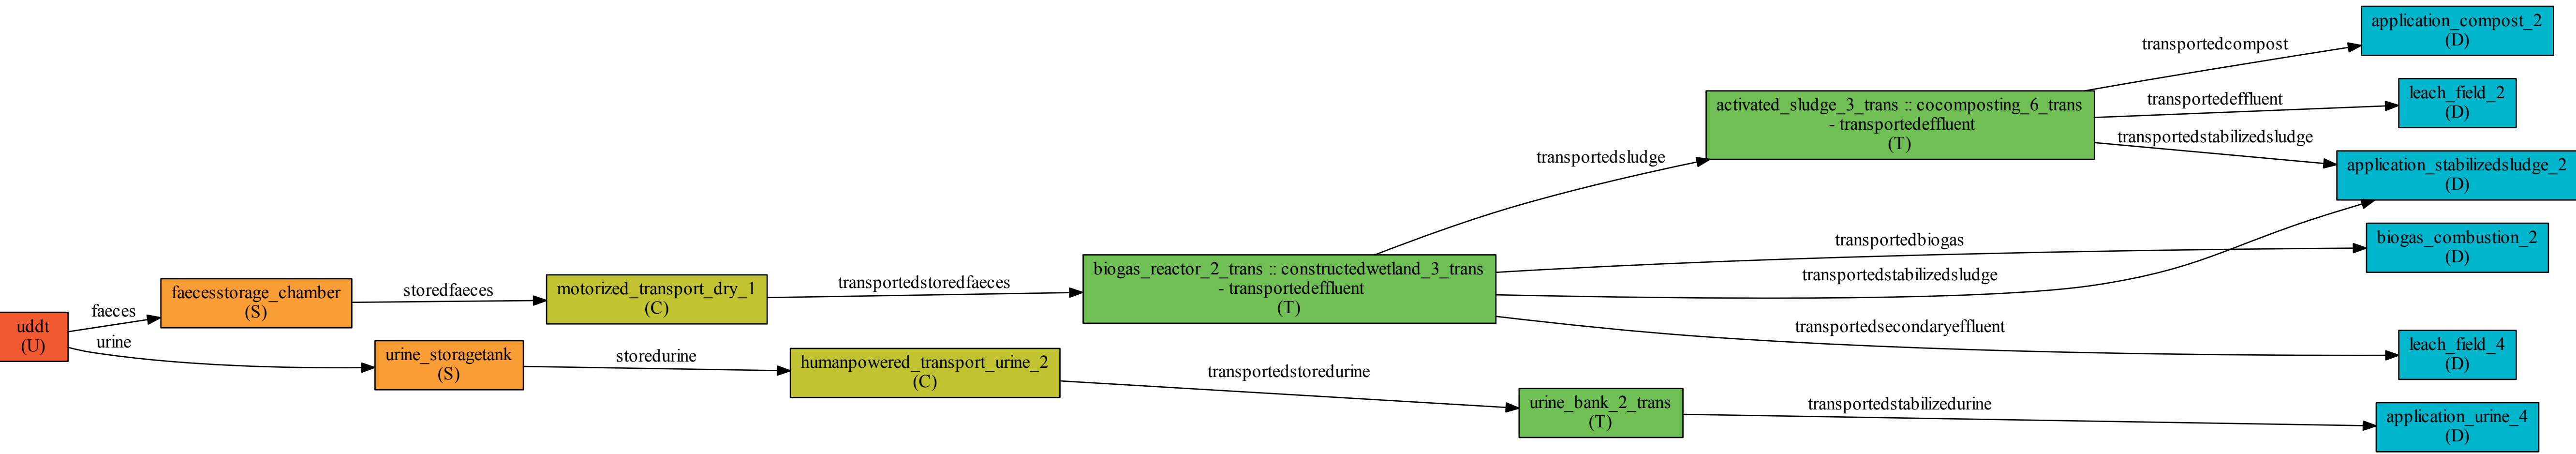 application_compost_2
(D)
transportedcompost
leach_field_2
(D)
transportedeffluent
activated_sludge_3_trans :: cocomposting_6_trans
- transportedeffluent
(T)
transportedstabilizedsludge
transportedsludge
application_stabilizedsludge_2
(D)
biogas_combustion_2
(D)
transportedbiogas
biogas_reactor_2_trans :: constructedwetland_3_trans
- transportedeffluent
(T)
transportedstabilizedsludge
faecesstorage_chamber
(S)
storedfaeces
motorized_transport_dry_1
(C)
transportedstoredfaeces
faeces
uddt
(U)
urine
transportedsecondaryeffluent
leach_field_4
(D)
urine_storagetank
(S)
storedurine
humanpowered_transport_urine_2
(C)
transportedstoredurine
urine_bank_2_trans
(T)
transportedstabilizedurine
application_urine_4
(D)